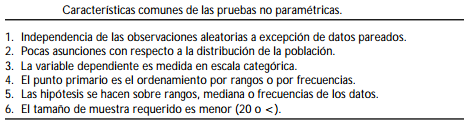 Características comunes de las pruebas no paramétricas.
1. Independencia de las observaciones aleatorias a excepción de datos pareados.
2. Pocas asunciones con respecto a la distribución de la población.
3. La variable dependiente es medida en escala categórica.
4. El punto primario es el ordenamiento por rangos o por frecuencias.
5. Las hipótesis se hacen sobre rangos, mediana o frecuencias de los datos.
6. El tamaño de muestra requerido es menor (20 o <).